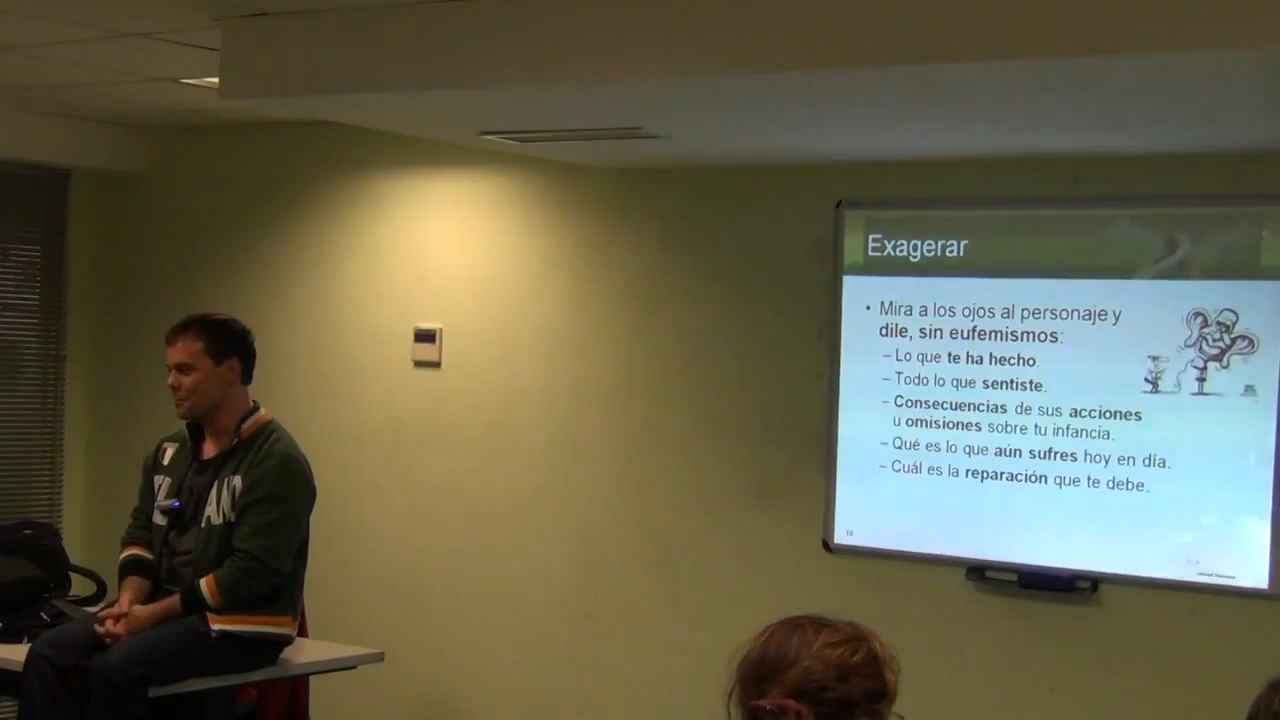 Exagerar
• Mira a los ojos al personaje y
dile, sin eufemismos:
– Lo que te ha hecho.
– Todo lo que sentiste.
– Consecuencias de sus acciones
u omisiones sobre tu infancia.
– Qué es lo que aún sufres hoy en día.
– Cuál es la reparación que te debe.